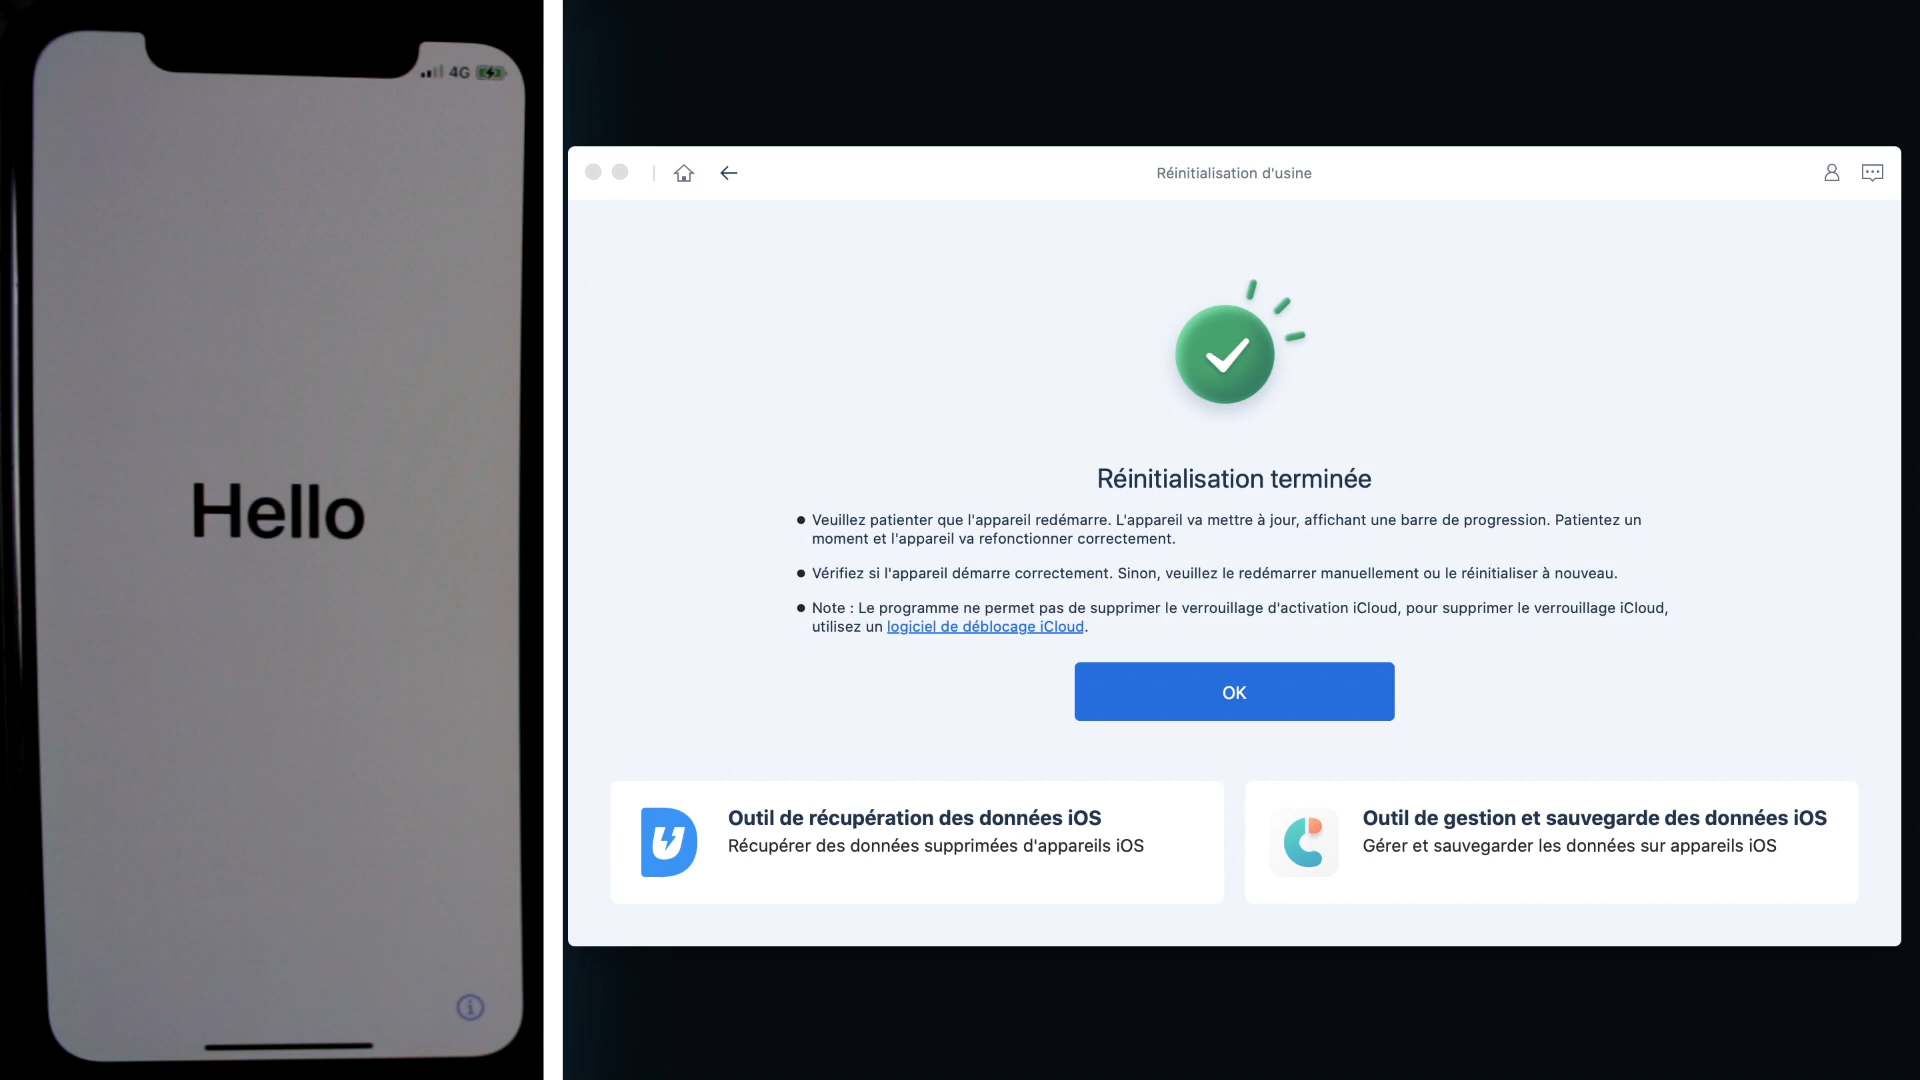 4G
Hello
Réinitialisation d'usine
Réinitialisation terminée
● Veuillez patienter que l'appareil redémarre. L'appareil va mettre à jour, affichant une barre de progression. Patientez un
moment et l'appareil va refonctionner correctement.
● Vérifiez si l'appareil démarre correctement. Sinon, veuillez le redémarrer manuellement ou le réinitialiser à nouveau.
● Note : Le programme ne permet pas de supprimer le verrouillage d'activation iCloud, pour supprimer le verrouillage iCloud,
utilisez un logiciel de déblocage iCloud.
OK
Outil de récupération des données iOS
Récupérer des données supprimées d'appareils iOS
Outil de gestion et sauvegarde des données iOS
Gérer et sauvegarder les données sur appareils iOS